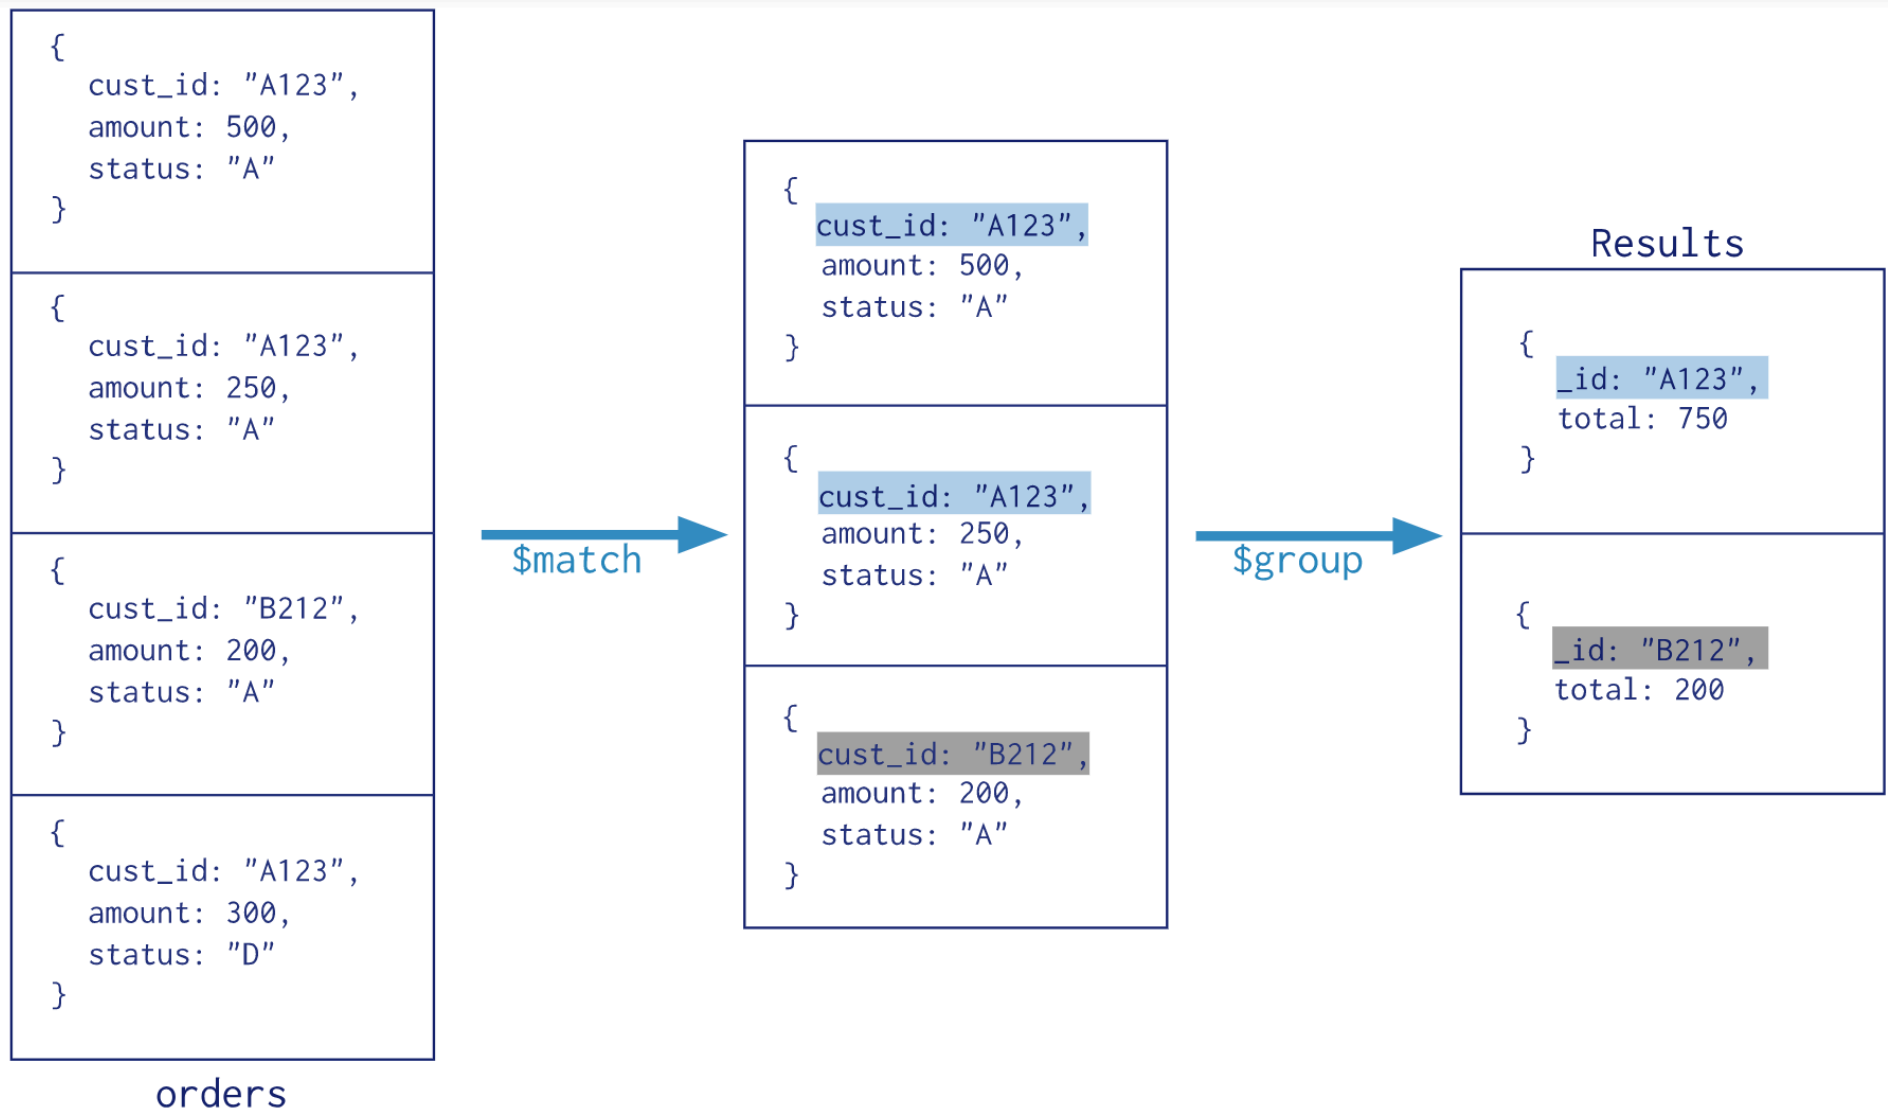 {
cust_id: "A123",
amount: 500,
status: "A"
}
{
cust_id: "A123",
amount: 250,
status: "A"
}
{
cust_id: "B212",
amount: 200,
status: "A"
}
{
cust_id: "A123",
amount: 300,
status: "D"
}
orders
$match
{
cust_id: "A123",
amount: 500,
status: "A"
}
{
cust_id: "A123",
amount: 250,
status: "A"
}
{
cust_id: "B212",
amount: 200,
status: "A"
}
$group
Results
{
_id: "A123",
total: 750
}
{
_id: "B212",
total: 200
}